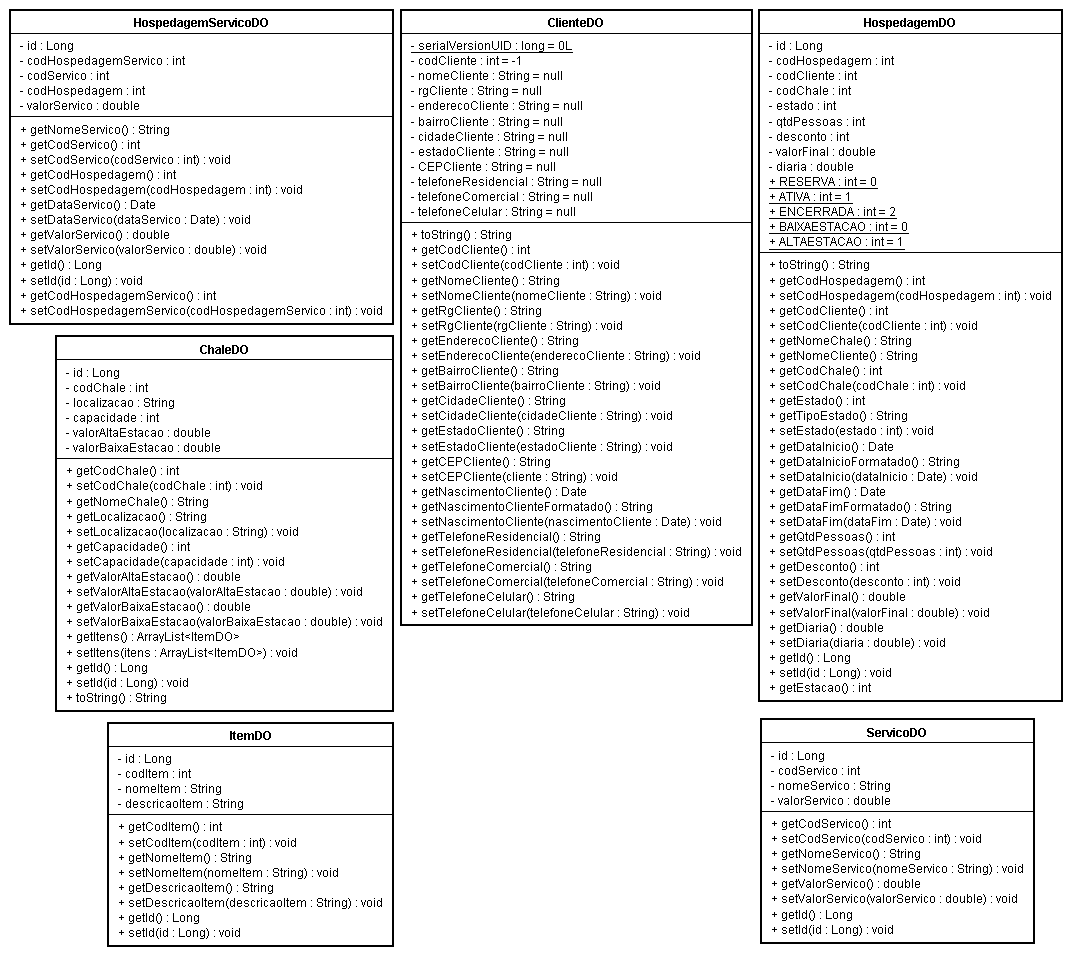 HospedagemServicoDO
- id : Long
- codHospedagemServico : int
- codServico : int
- codHospedagem : int
- valorServico : double
+ getNomeServico() : String
+ getCodServico() : int
+ setCodServico(codServico : int) : void
+ getCodHospedagem() : int
+ setCodHospedagem(codHospedagem : int) : void
+ getDataServico() : Date
+ setDataServico(dataServico : Date) : void
+ getValorServico() : double
+ setValorServico(valorServico : double) : void
+ getId() : Long
+ setId(id : Long) : void
+ getCodHospedagemServico() : int
+ setCodHospedagemServico(codHospedagemServico : int) : void
ChaleDO
- id : Long
- codChale : int
- localizacao : String
- capacidade : int
- valorAltaEstacao : double
- valorBaixaEstacao : double
+ getCodChale() : int
+ setCodChale(codChale : int) : void
+ getNomeChale() : String
+ getLocalizacao() : String
+ setLocalizacao(localizacao : String) : void
+ getCapacidade() : int
+ setCapacidade(capacidade : int) : void
+ getValorAltaEstacao() : double
+ setValorAltaEstacao(valorAltaEstacao : double) : void
+ getValorBaixaEstacao() : double
+ setValorBaixaEstacao(valorBaixaEstacao : double) : void
+ getItens() : ArrayList<ItemDO>
+ setItens(itens : ArrayList<ItemDO>) : void
+ getId() : Long
+ setId(id : Long) : void
+ toString() : String
ItemDO
- id : Long
- codItem : int
- nomeItem : String
- descricaoItem : String
+ getCodItem() : int
+ setCodItem(codItem : int) : void
+ getNomeItem() : String
+ setNomeItem(nomeItem : String) : void
+ getDescricaoItem() : String
+ setDescricaoItem(descricaoItem : String) : void
+ getId() : Long
+ setId(id : Long) : void
ClienteDO
- serialVersionUID : long = 0L
- codCliente : int = -1
- nomeCliente : String = null
- rgCliente : String = null
- enderecoCliente : String = null
- bairroCliente : String = null
- cidadeCliente : String = null
- estadoCliente : String = null
- CEPCliente : String = null
- telefoneResidencial : String = null
- telefoneComercial : String = null
- telefoneCelular : String = null
+ toString() : String
+ getCodCliente() : int
+ setCodCliente(codCliente : int) : void
+ getNomeCliente() : String
+ setNomeCliente(nomeCliente : String) : void
+ getRgCliente() : String
+ setRgCliente(rgCliente : String) : void
+ getEnderecoCliente() : String
+ setEnderecoCliente(enderecoCliente : String) : void
+ getBairroCliente() : String
+ setBairroCliente(bairroCliente : String) : void
+ getCidadeCliente() : String
+ setCidadeCliente(cidadeCliente : String) : void
+ getEstadoCliente() : String
+ setEstadoCliente(estadoCliente : String) : void
+ getCEPCliente() : String
+ setCEPCliente(cliente : String) : void
+ getNascimentoCliente() : Date
+ getNascimentoClienteFormatado() : String
+ setNascimentoCliente(nascimentoCliente : Date) : void
+ getTelefoneResidencial() : String
+ setTelefoneResidencial(telefoneResidencial : String) : void
+ getTelefoneComercial() : String
+ setTelefoneComercial(telefoneComercial : String) : void
+ getTelefoneCelular() : String
+ setTelefoneCelular(telefoneCelular : String) : void
HospedagemDO
- id : Long
- codHospedagem : int
- codCliente : int
- codChale : int
- estado : int
- qtdPessoas : int
- desconto : int
- valorFinal : double
- diaria : double
+ RESERVA : int = 0
+ ATIVA : int = 1
+ ENCERRADA : int = 2
+ BAIXAESTACAO : int = 0
+ ALTAESTACAO : int = 1
+ toString() : String
+ getCodHospedagem() : int
+ setCodHospedagem(codHospedagem : int) : void
+ getCodCliente() : int
+ setCodCliente(codCliente : int) : void
+ getNomeChale() : String
+ getNomeCliente() : String
+ getCodChale() : int
+ setCodChale(codChale : int) : void
+ getEstado() : int
+ getTipoEstado() : String
+ setEstado(estado : int) : void
+ getDataInicio() : Date
+ getDataInicioFormatado() : String
+ setDataInicio(dataInicio : Date) : void
+ getDataFim() : Date
+ getDataFimFormatado() : String
+ setDataFim(dataFim : Date) : void
+ getQtdPessoas() : int
+ setQtdPessoas(qtdPessoas : int) : void
+ getDesconto() : int
+ setDesconto(desconto : int) : void
+ getValorFinal() : double
+ setValorFinal(valorFinal : double) : void
+ getDiaria() : double
+ setDiaria(diaria : double) : void
+ getId() : Long
+ setId(id : Long) : void
+ getEstacao() : int
ServicoDO
- id : Long
- codServico : int
- nomeServico : String
- valorServico : double
+ getCodServico() : int
+ setCodServico(codServico : int) : void
+ getNomeServico() : String
+ setNomeServico(nomeServico : String) : void
+ getValorServico() : double
+ setValorServico(valorServico : double) : void
+ getId() : Long
+ setId(id : Long) : void